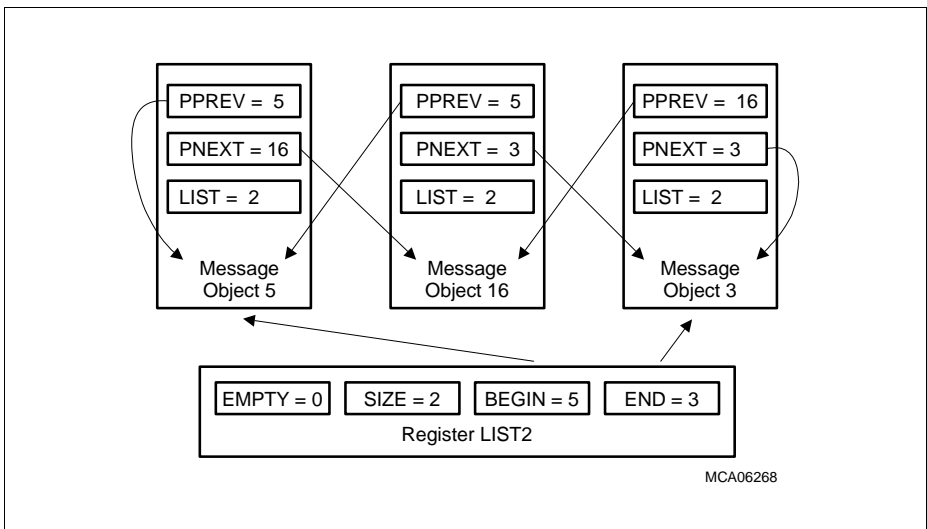 PPREV = 5
PNEXT = 16
LIST = 2
Message
Object 5
PPREV = 5
PNEXT = 3
LIST = 2
Message
Object 16
PPREV = 16
PNEXT = 3
LIST = 2
Message
Object 3
EMPTY = 0 SIZE = 2 BEGIN = 5 END = 3
Register LIST2
MCA06268